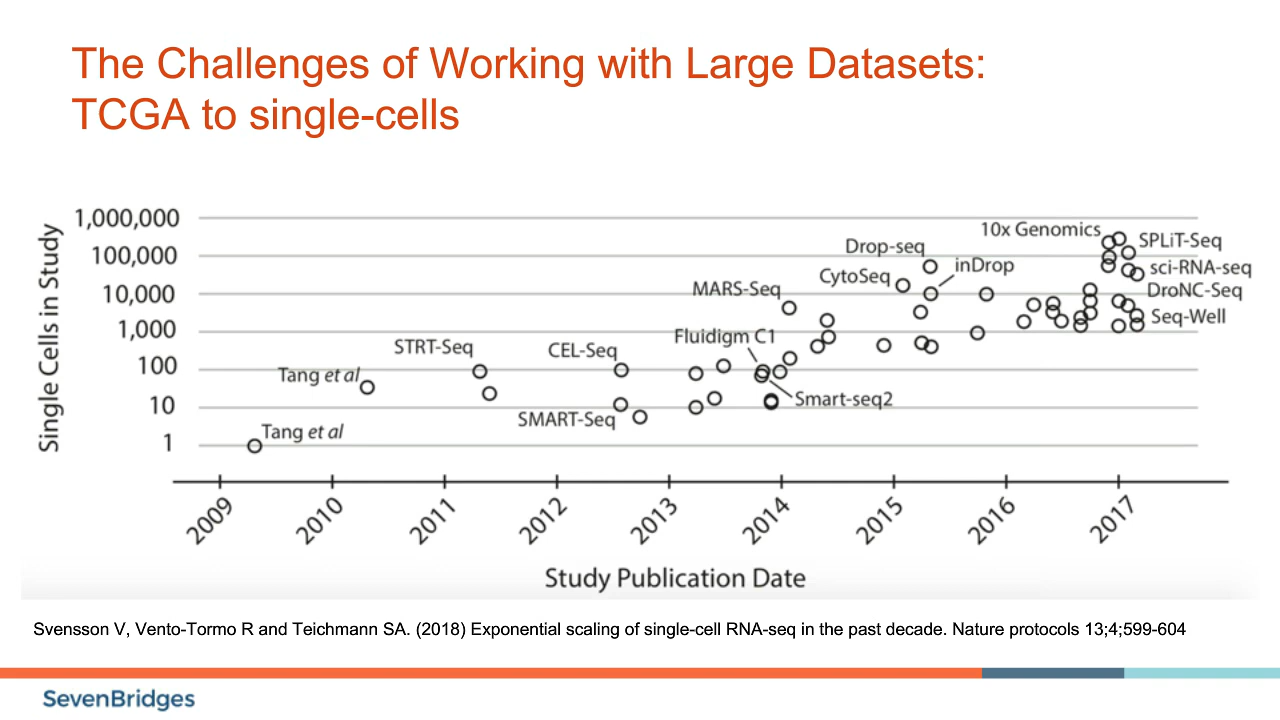 The Challenges of Working with Large Datasets:
TCGA to single-cells
Single Cells in Study
1,000,000
100,000
10,000
1,000
100
10
1
Tang et al
Tang et al
STRT-Seq
CEL-Seq
SMART-Seq
MARS-Seq
Fluidigm C1
Smart-seq2
Drop-seq
CytoSeq
inDrop
10x Genomics
SPLiT-Seq
sci-RNA-seq
DroNC-Seq
Seq-Well
2009
2010
2011
2012
2013
2014
2015
2016
2017
Study Publication Date
Svensson V, Vento-Tormo R and Teichmann SA. (2018) Exponential scaling of single-cell RNA-seq in the past decade. Nature protocols 13;4;599-604
SevenBridges